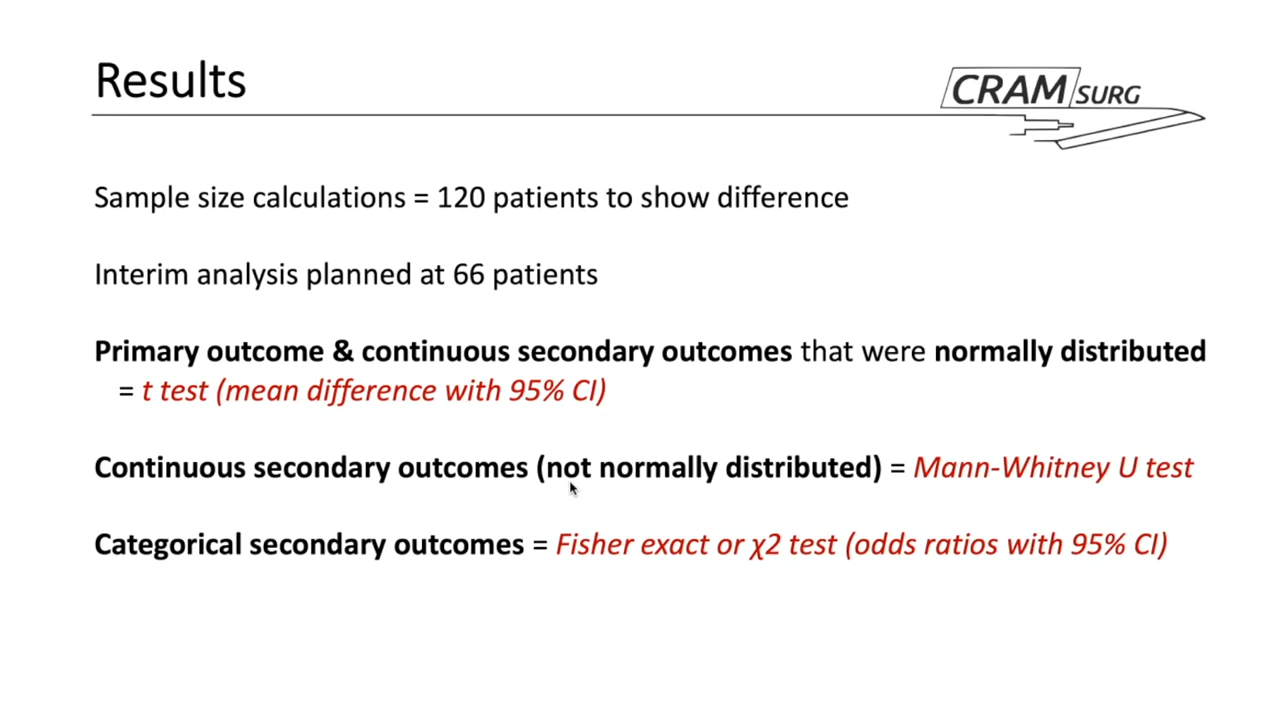 Results
CRAM SURG
Sample size calculations = 120 patients to show difference
Interim analysis planned at 66 patients
Primary outcome & continuous secondary outcomes that were normally distributed
= t test (mean difference with 95% CI)
Continuous secondary outcomes (not normally distributed) = Mann-Whitney U test
Categorical secondary outcomes = Fisher exact or χ2 test (odds ratios with 95% CI)